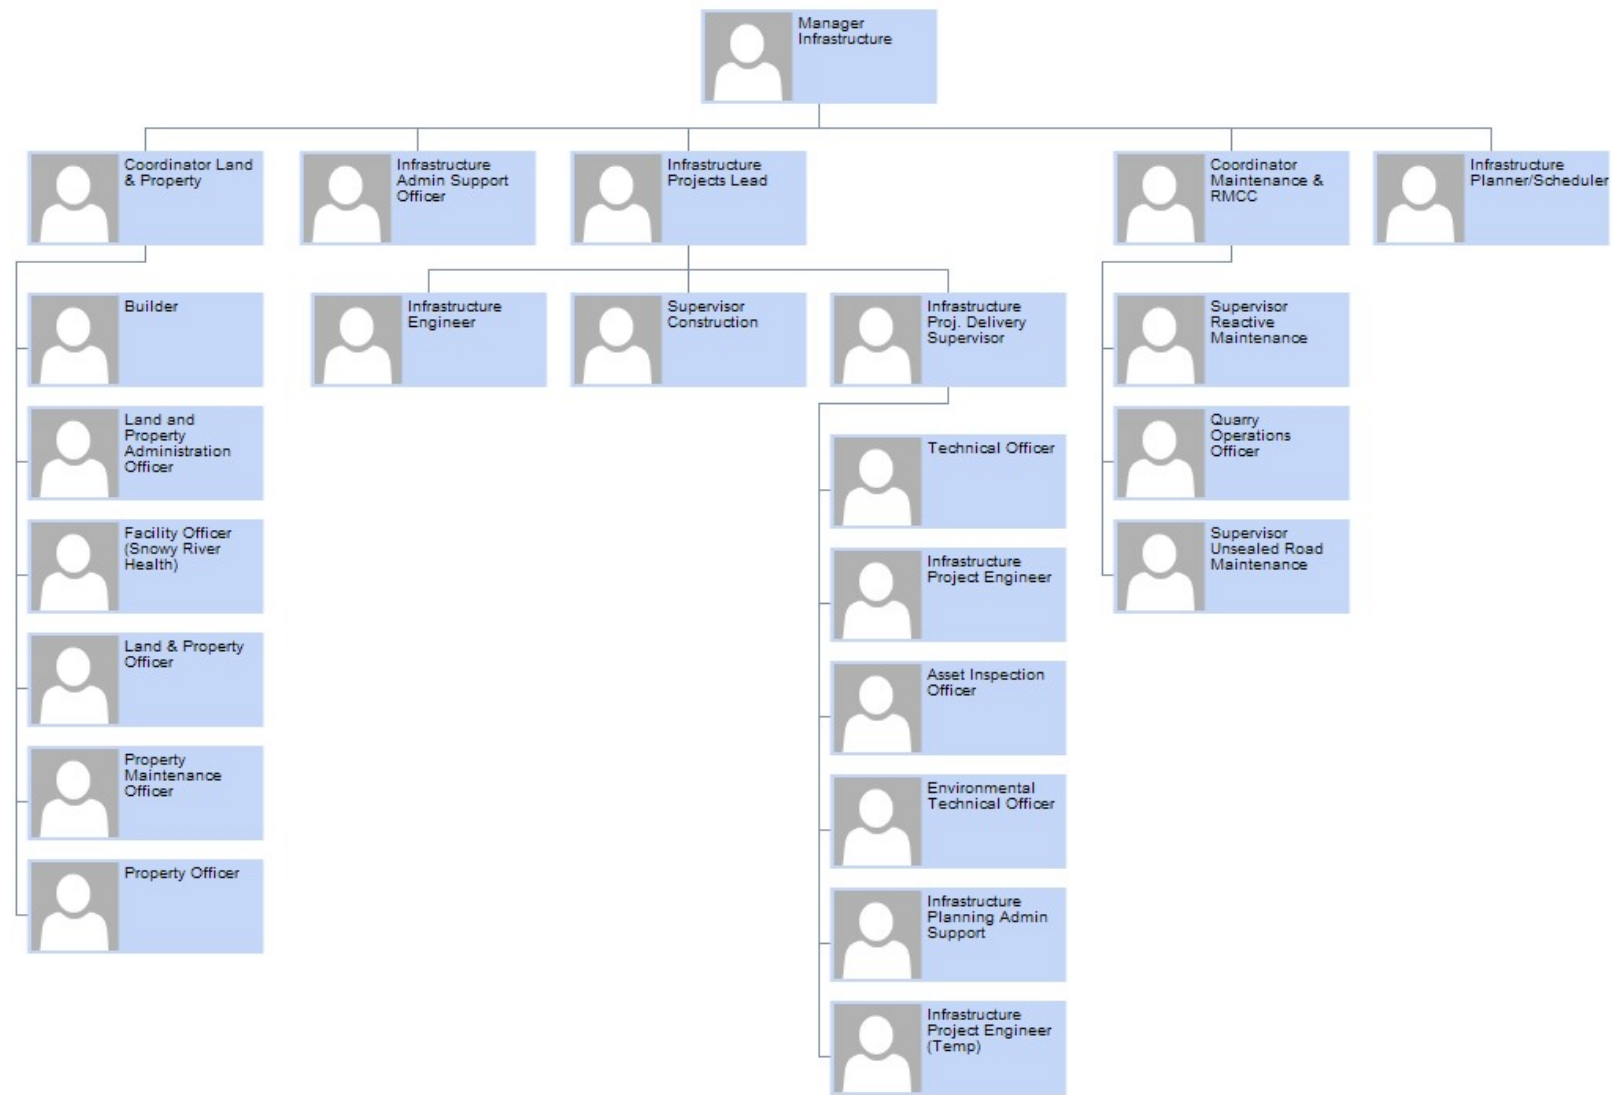 Manager
Infrastructure
Coordinator Land
& Property
Infrastructure
Admin Support
Officer
Infrastructure
Projects Lead
Coordinator
Maintenance &
RMCC
Infrastructure
Planner/Scheduler
Builder
Land and
Property
Administration
Officer
Facility Officer
(Snowy River
Health)
Land & Property
Officer
Property
Maintenance
Officer
Property Officer
Infrastructure
Engineer
Supervisor
Construction
Infrastructure
Proj. Delivery
Supervisor
Technical Officer
Infrastructure
Project Engineer
Asset Inspection
Officer
Environmental
Technical Officer
Infrastructure
Planning Admin
Support
Infrastructure
Project Engineer
(Temp)
Supervisor
Reactive
Maintenance
Quarry
Operations
Officer
Supervisor
Unsealed Road
Maintenance